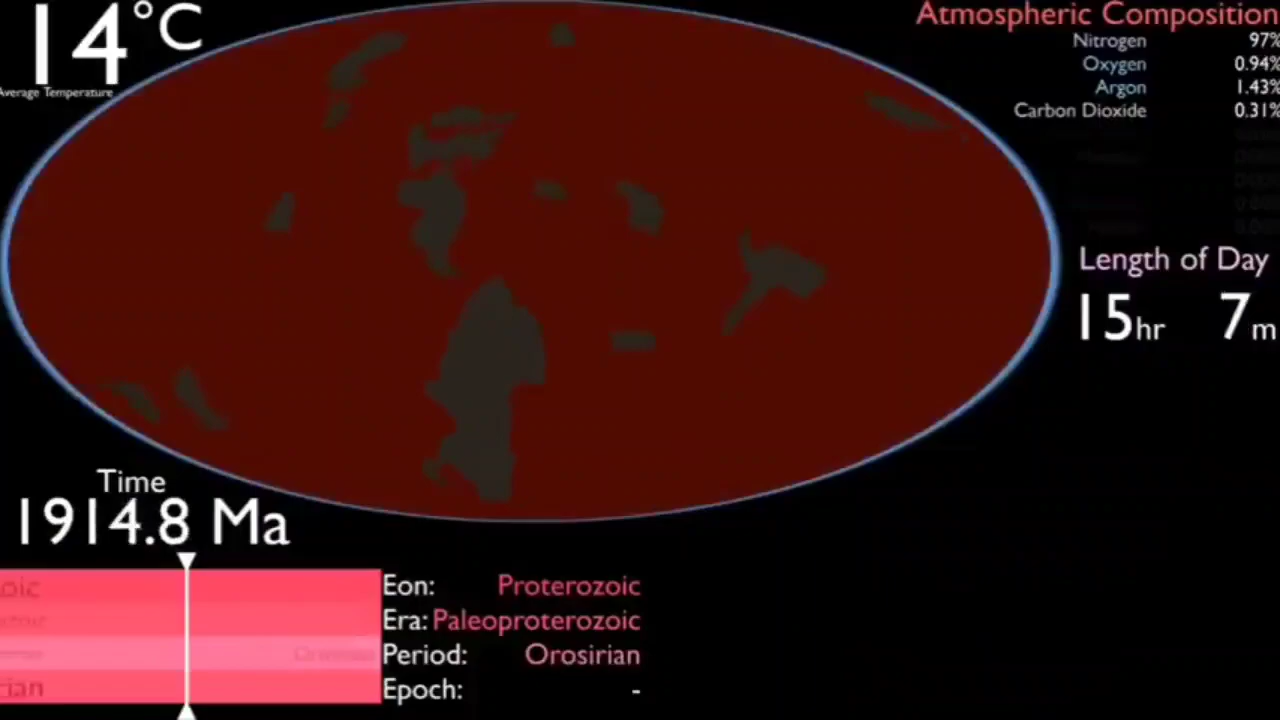 14°C
Average Temperature
Atmospheric Composition
Nitrogen 97%
Oxygen 0.94%
Argon 1.43%
Carbon Dioxide 0.31%
Length of Day
15hr 7m
Time
1914.8 Ma
Eon: Proterozoic
Era: Paleoproterozoic
Period: Orosirian
Epoch: -